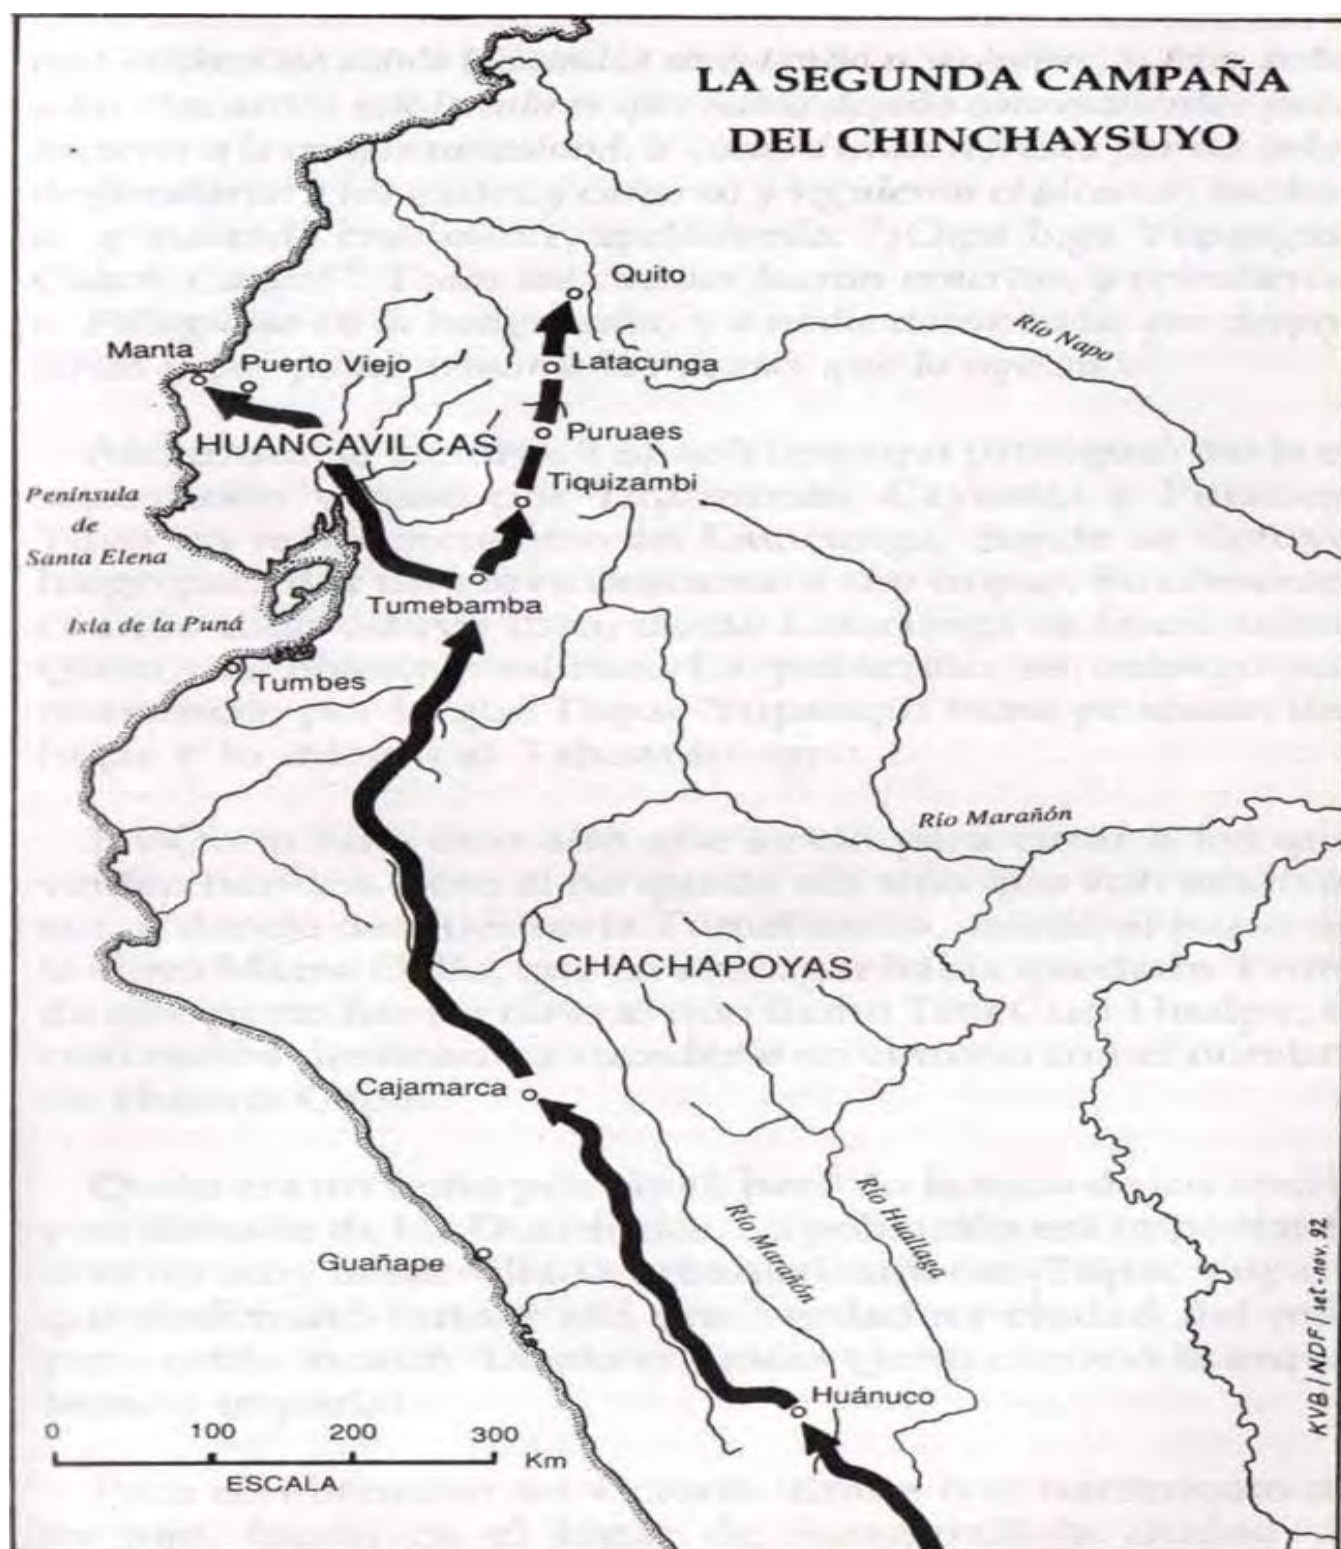 LA SEGUNDA CAMPAÑA
DEL CHINCHAYSUYO
Quito
Río Napo
Manta
Puerto Viejo
Latacunga
HUANCAVILCAS
Puruaes
Tiquizambi
Península
de
Santa Elena
Tumebamba
Isla de la Puná
Tumbes
Río Marañón
CHACHAPOYAS
Cajamarca
Río Marañón
Río Huallaga
Guañape
Huánuco
0 100 200 300 Km
ESCALA
KVB/NDF/set-nov, 92